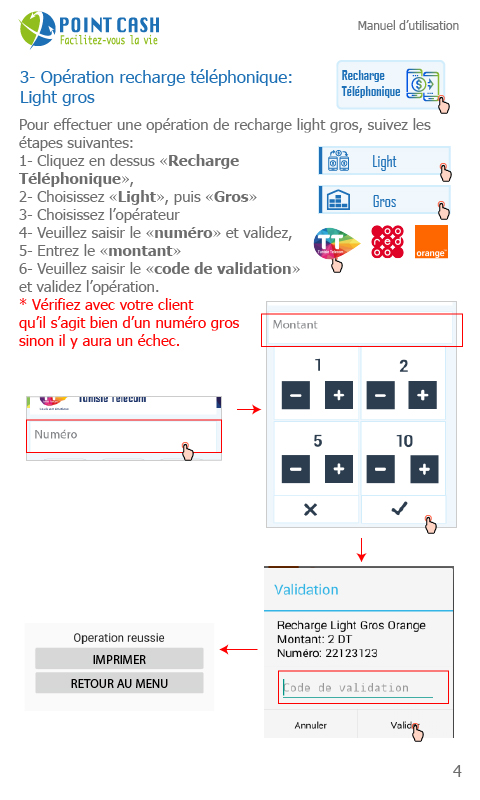 POINT CASH
Facilitez-vous la vie
Manuel d'utilisation
3- Opération recharge téléphonique:
Light gros
Recharge
Téléphonique
Pour effectuer une opération de recharge light gros, suivez les
étapes suivantes:
1- Cliquez en dessus «Recharge
Téléphonique»,
2- Choisissez «Light», puis «Gros»
3- Choisissez l'opérateur
4- Veuillez saisir le «numéro» et validez,
5- Entrez le «montant»
6- Veuillez saisir le «code de validation»
et validez l'opération.
* Vérifiez avec votre client
qu'il s'agit bien d'un numéro gros
sinon il y aura un échec.
Light
Gros
TT
Tunisie Telecom
ooredoo
orange
Montant
1 2
5 10
Tunisie Telecom
Numéro
Validation
Recharge Light Gros Orange
Montant: 2 DT
Numéro: 22123123
Code de validation
Annuler Valider
Operation reussie
IMPRIMER
RETOUR AU MENU
4